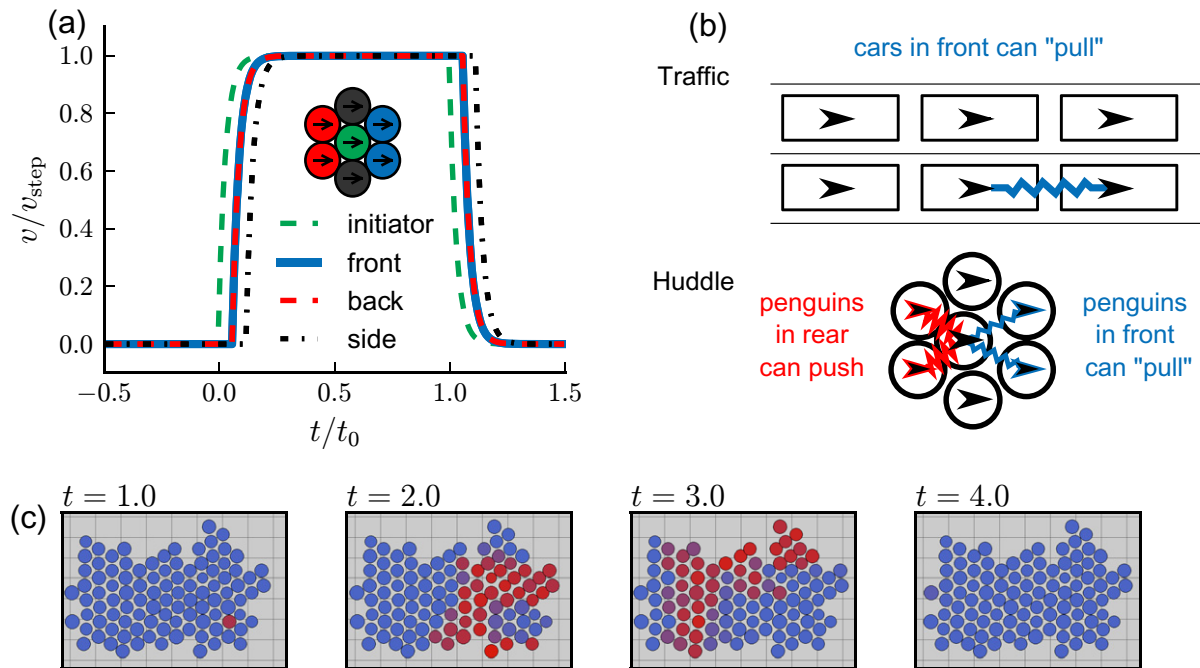 (a)
1.0
0.8
0.6
0.4
0.2
0.0
v/v_step
initiator
front
back
side
−0.5
0.0
0.5
1.0
1.5
t/t_0
(b)
cars in front can "pull"
Traffic
Huddle
penguins
in rear
can push
penguins
in front
can "pull"
(c)
t = 1.0
t = 2.0
t = 3.0
t = 4.0